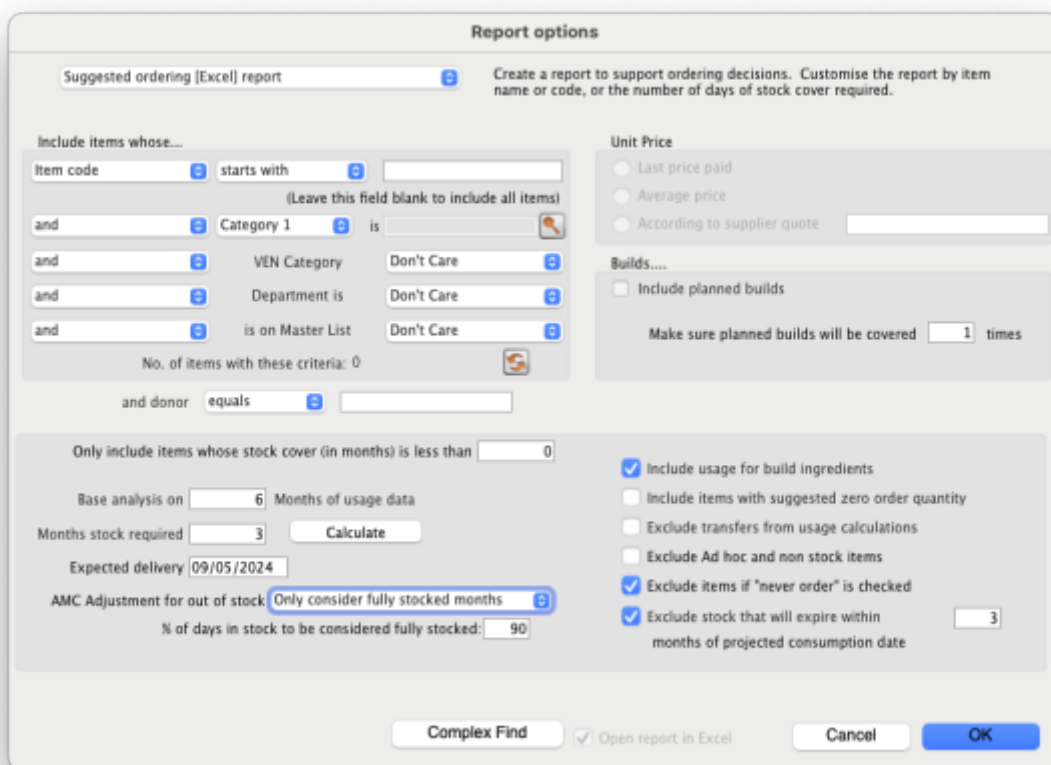 Report options
Suggested ordering [Excel] report
Create a report to support ordering decisions. Customise the report by item
name or code, or the number of days of stock cover required.
Include items whose....
Item code starts with
(Leave this field blank to include all items)
and Category 1 is
and VEN Category Don't Care
and Department is Don't Care
and is on Master List Don't Care
No. of items with these criteria: 0
and donor equals
Unit Price
Last price paid
Average price
According to supplier quote
Builds....
Include planned builds
Make sure planned builds will be covered 1 times
Only include items whose stock cover (in months) is less than 0
Base analysis on 6 Months of usage data
Months stock required 3 Calculate
Expected delivery 09/05/2024
AMC Adjustment for out of stock Only consider fully stocked months
% of days in stock to be considered fully stocked: 90
Include usage for build ingredients
Include items with suggested zero order quantity
Exclude transfers from usage calculations
Exclude Ad hoc and non stock items
Exclude items if "never order" is checked
Exclude stock that will expire within 3
months of projected consumption date
Complex Find Open report in Excel Cancel OK